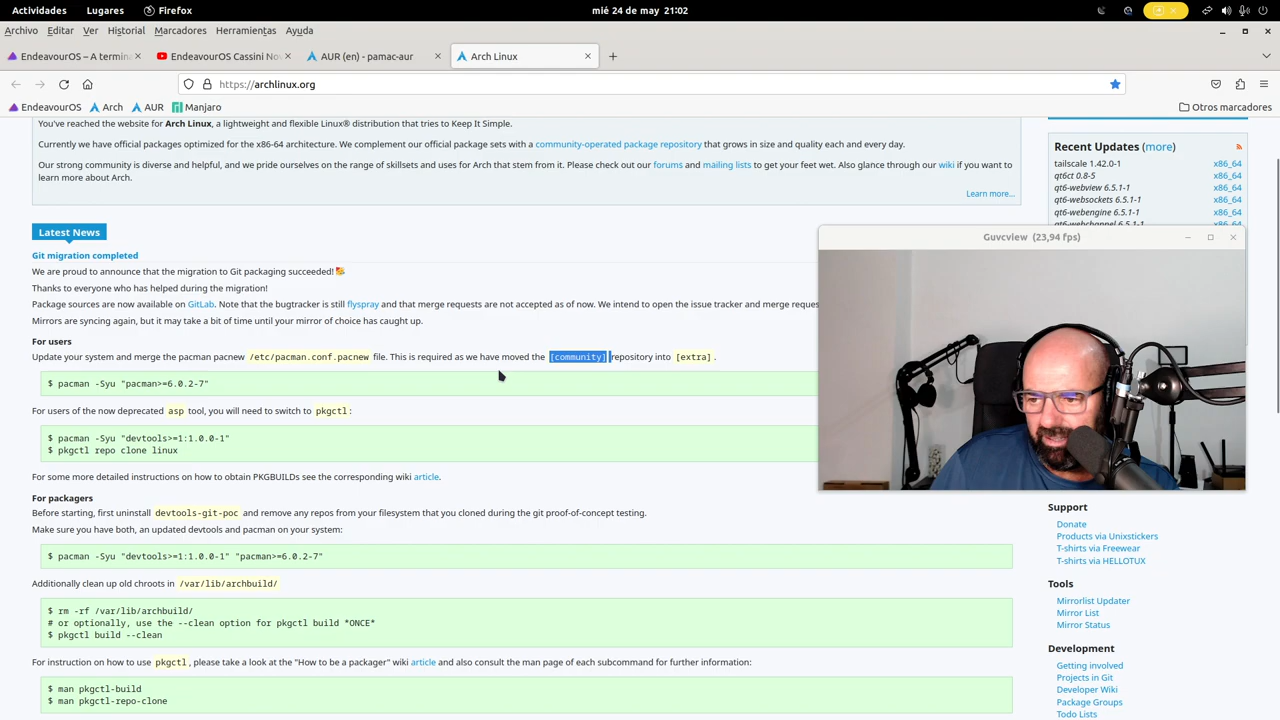 Actividades Lugares Firefox mié 24 de may 21:02
Archivo Editar Ver Historial Marcadores Herramientas Ayuda
EndeavourOS – A termin EndeavourOS Cassini No AUR (en) - pamac-aur Arch Linux
https://archlinux.org
EndeavourOS Arch AUR Manjaro Otros marcadores
You've reached the website for Arch Linux, a lightweight and flexible Linux® distribution that tries to Keep It Simple.
Currently we have official packages optimized for the x86-64 architecture. We complement our official package sets with a community-operated package repository that grows in size and quality each and every day.
Our strong community is diverse and helpful, and we pride ourselves on the range of skillsets and uses for Arch that stem from it. Please check out our forums and mailing lists to get your feet wet. Also glance through our wiki if you want to
learn more about Arch.
Learn more...
Latest News
Git migration completed
We are proud to announce that the migration to Git packaging succeeded! 🥳
Thanks to everyone who has helped during the migration!
Package sources are now available on GitLab. Note that the bugtracker is still flyspray and that merge requests are not accepted as of now. We intend to open the issue tracker and merge reques
Mirrors are syncing again, but it may take a bit of time until your mirror of choice has caught up.
For users
Update your system and merge the pacman pacnew /etc/pacman.conf.pacnew file. This is required as we have moved the [community] repository into [extra].
$ pacman -Syu "pacman>=6.0.2-7"
For users of the now deprecated asp tool, you will need to switch to pkgctl:
$ pacman -Syu "devtools>=1:1.0.0-1"
$ pkgctl repo clone linux
For some more detailed instructions on how to obtain PKGBUILDs see the corresponding wiki article.
For packagers
Before starting, first uninstall devtools-git-poc and remove any repos from your filesystem that you cloned during the git proof-of-concept testing.
Make sure you have both, an updated devtools and pacman on your system:
$ pacman -Syu "devtools>=1:1.0.0-1" "pacman>=6.0.2-7"
Additionally clean up old chroots in /var/lib/archbuild/
$ rm -rf /var/lib/archbuild/
# or optionally, use the --clean option for pkgctl build *ONCE*
$ pkgctl build --clean
For instruction on how to use pkgctl, please take a look at the "How to be a packager" wiki article and also consult the man page of each subcommand for further information:
$ man pkgctl-build
$ man pkgctl-repo-clone
Recent Updates (more)
tailscale 1.42.0-1 x86_64
qt6ct 0.8-5 x86_64
qt6-webview 6.5.1-1 x86_64
qt6-websockets 6.5.1-1 x86_64
qt6-webengine 6.5.1-1 x86_64
qt6-webchannel 6.5.1-1 x86_64
Guvcview (23,94 fps)
Support
Donate
Products via Unixstickers
T-shirts via Freewear
T-shirts via HELLOTUX
Tools
Mirrorlist Updater
Mirror List
Mirror Status
Development
Getting involved
Projects in Git
Developer Wiki
Package Groups
Todo Lists